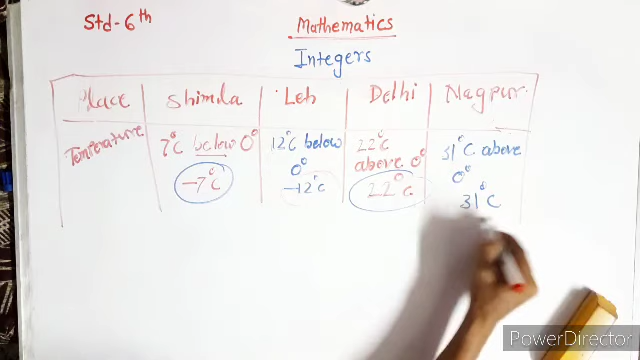 Std-6th
Mathematics
Integers
Place Shimla Leh Delhi Nagpur
Temperature 7°C below 0° 12°C below 0° 22°C above 0° 31°C above 0°
-7°C -12°C 22°C 31°C
PowerDirector